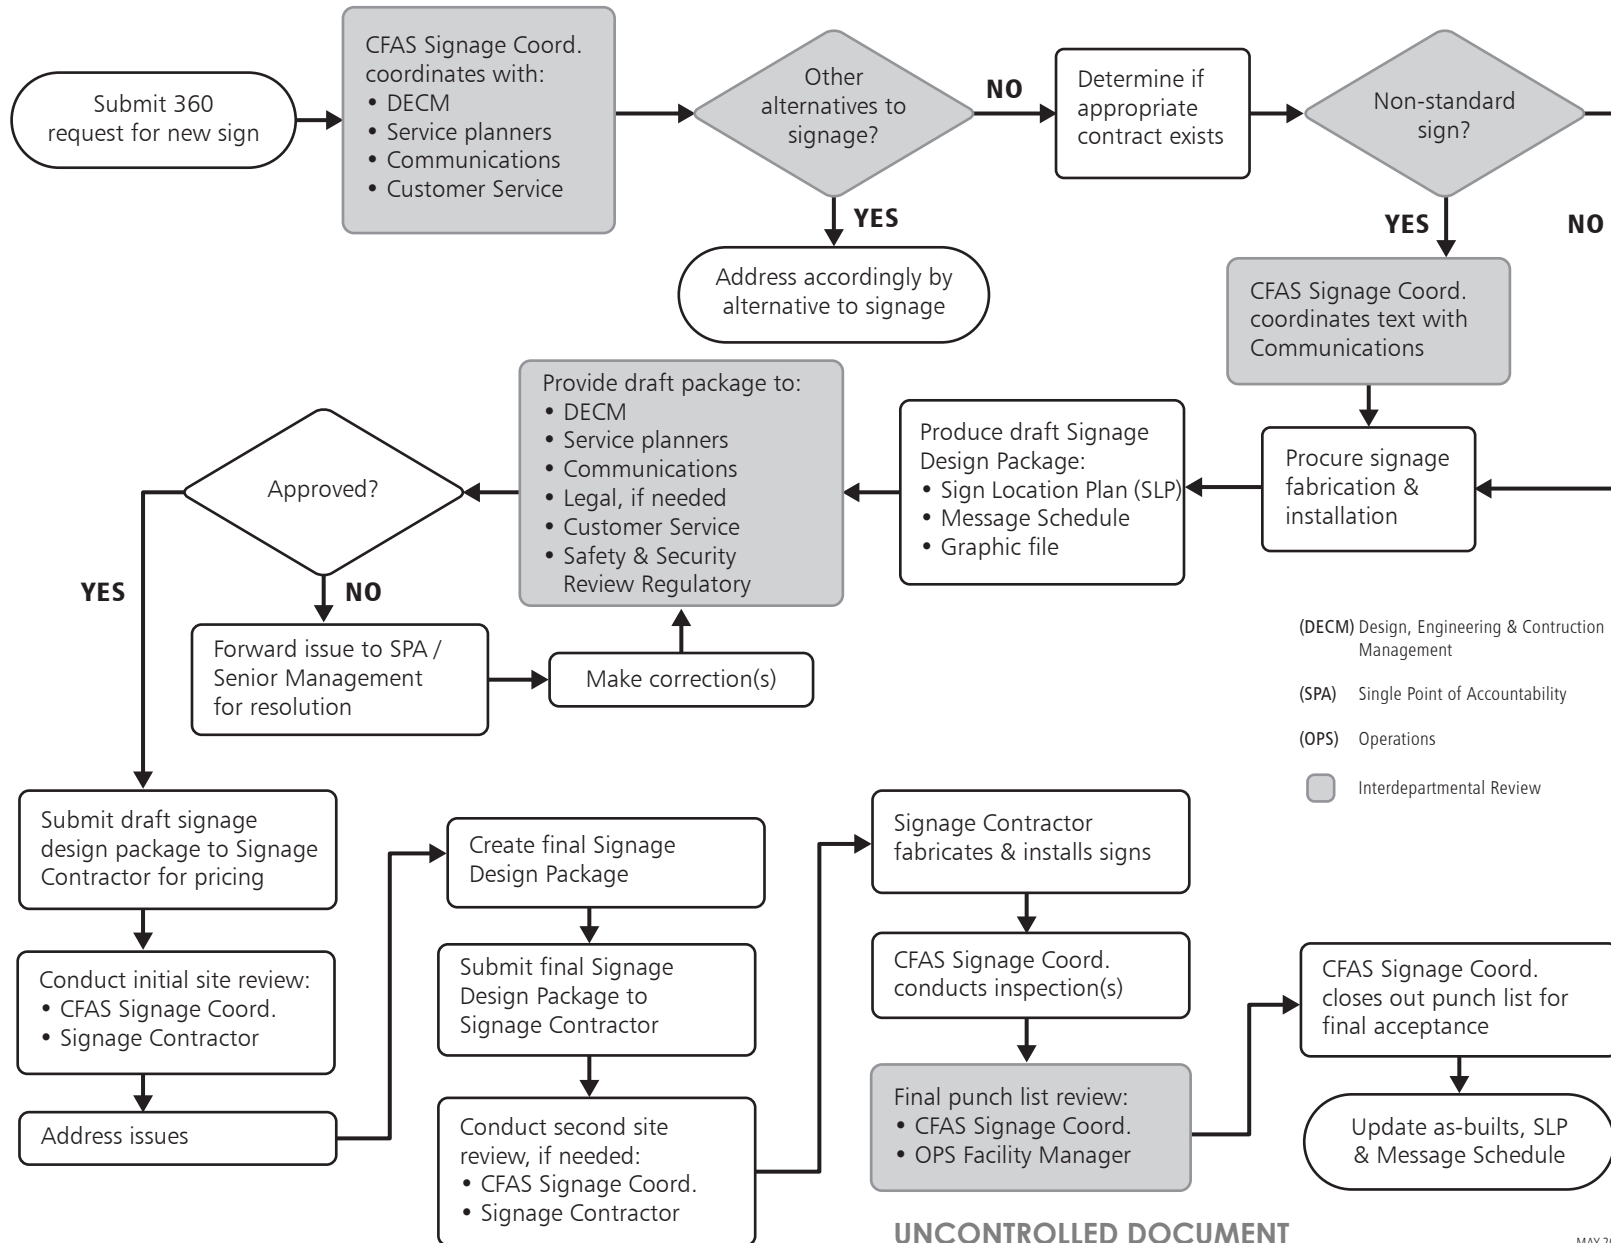 Submit 360
request for new sign
CFAS Signage Coord.
coordinates with:
• DECM
• Service planners
• Communications
• Customer Service
Other
alternatives to
signage?
NO
YES
Address accordingly by
alternative to signage
Determine if
appropriate
contract exists
Non-standard
sign?
YES
NO
CFAS Signage Coord.
coordinates text with
Communications
Procure signage
fabrication &
installation
Produce draft Signage
Design Package:
• Sign Location Plan (SLP)
• Message Schedule
• Graphic file
Provide draft package to:
• DECM
• Service planners
• Communications
• Legal, if needed
• Customer Service
• Safety & Security
Review Regulatory
Approved?
YES
NO
Forward issue to SPA /
Senior Management
for resolution
Make correction(s)
(DECM) Design, Engineering & Contruction
Management
(SPA) Single Point of Accountability
(OPS) Operations
Interdepartmental Review
Submit draft signage
design package to Signage
Contractor for pricing
Conduct initial site review:
• CFAS Signage Coord.
• Signage Contractor
Address issues
Create final Signage
Design Package
Submit final Signage
Design Package to
Signage Contractor
Conduct second site
review, if needed:
• CFAS Signage Coord.
• Signage Contractor
Signage Contractor
fabricates & installs signs
CFAS Signage Coord.
conducts inspection(s)
Final punch list review:
• CFAS Signage Coord.
• OPS Facility Manager
CFAS Signage Coord.
closes out punch list for
final acceptance
Update as-builts, SLP
& Message Schedule
UNCONTROLLED DOCUMENT
MAY